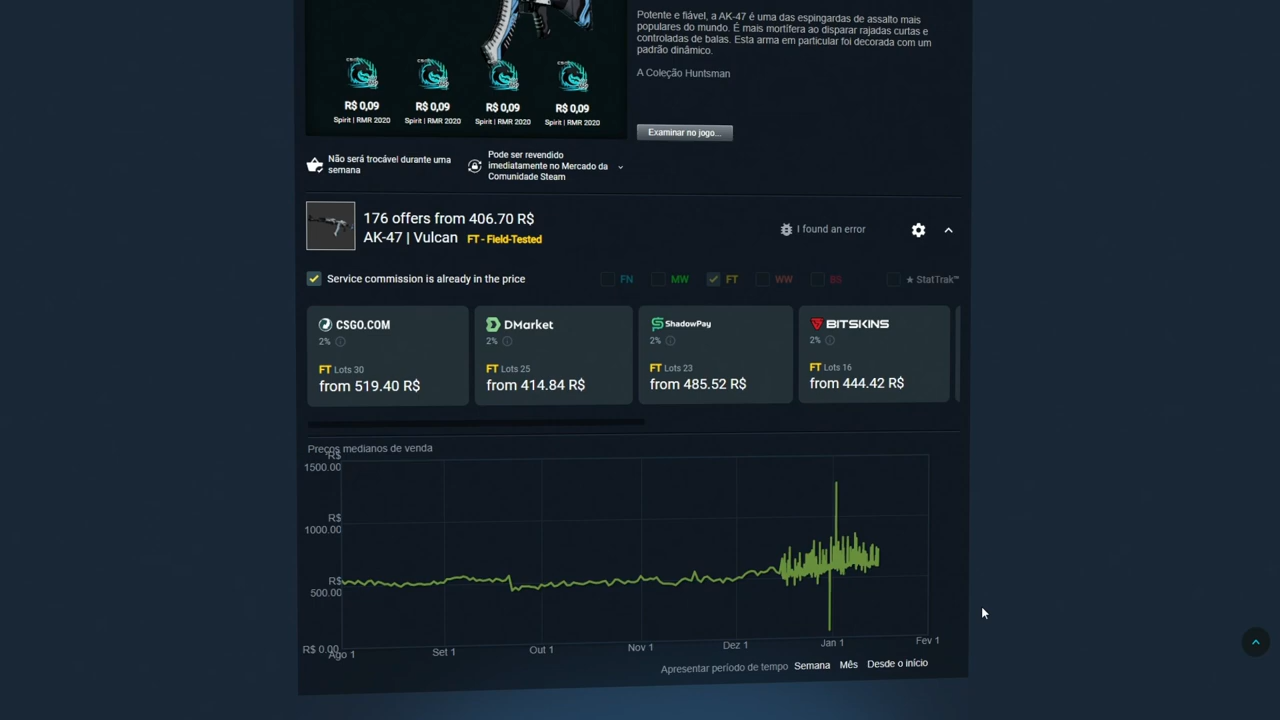 Potente e fiável, a AK-47 é uma das espingardas de assalto mais
populares do mundo. É mais mortífera ao disparar rajadas curtas e
controladas de balas. Esta arma em particular foi decorada com um
padrão dinâmico.
A Coleção Huntsman
R$ 0,09
R$ 0,09
R$ 0,09
R$ 0,09
Spirit | RMR 2020
Spirit | RMR 2020
Spirit | RMR 2020
Spirit | RMR 2020
Examinar no jogo...
Não será trocável durante uma
semana
Pode ser revendido
imediatamente no Mercado da
Comunidade Steam
176 offers from 406.70 R$
AK-47 | Vulcan FT - Field-Tested
I found an error
Service commission is already in the price
FN
MW
FT
WW
BS
★ StatTrak™
CSGO.COM
2%
FT Lots 30
from 519.40 R$
DMarket
2%
FT Lots 25
from 414.84 R$
ShadowPay
2%
FT Lots 23
from 485.52 R$
BITSKINS
2%
FT Lots 16
from 444.42 R$
Preços medianos de venda
R$
1500.00
R$
1000.00
R$
500.00
R$ 0.00
Ago 1
Set 1
Out 1
Nov 1
Dez 1
Jan 1
Fev 1
Apresentar período de tempo Semana Mês Desde o início